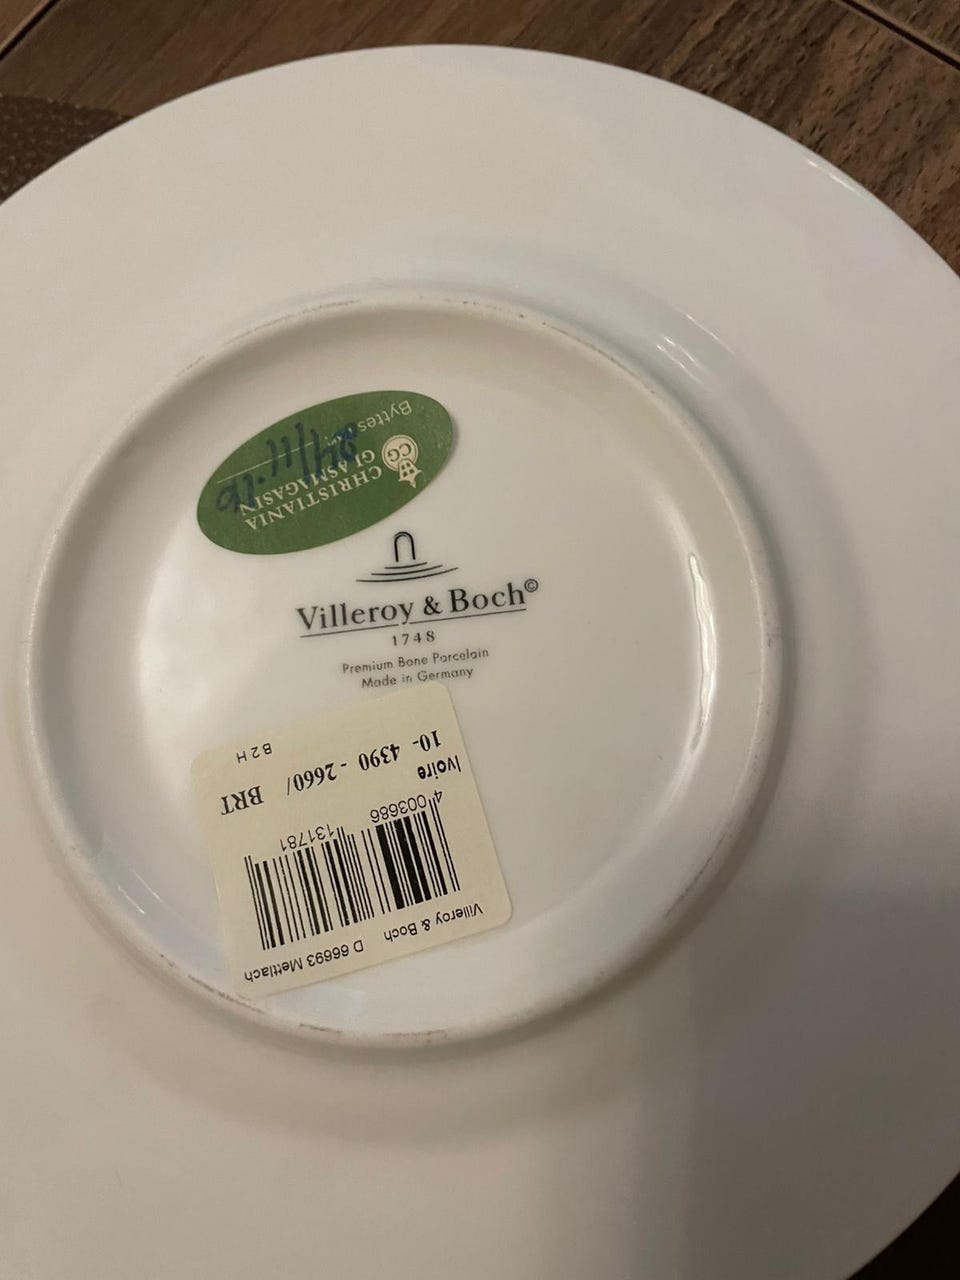 CHRISTIANIA
GLASMAGASIN
CG
Byttes
Villeroy & Boch©
1748
Premium Bone Porcelain
Made in Germany
Villeroy & Boch D 66693 Mettlach
4 003686 131781
Ivoire
10- 4390 - 2660/ BRT
B2H